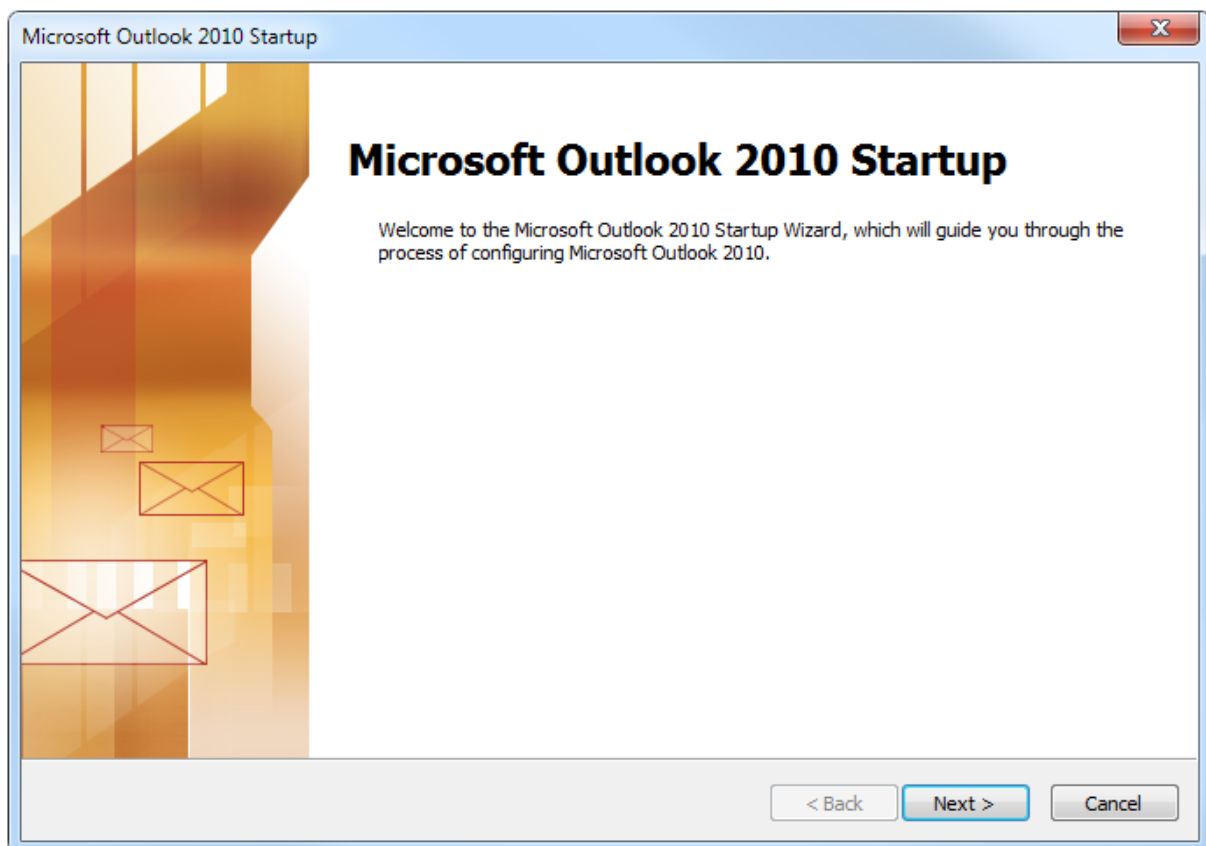 Microsoft Outlook 2010 Startup
Microsoft Outlook 2010 Startup
Welcome to the Microsoft Outlook 2010 Startup Wizard, which will guide you through the
process of configuring Microsoft Outlook 2010.
< Back Next > Cancel